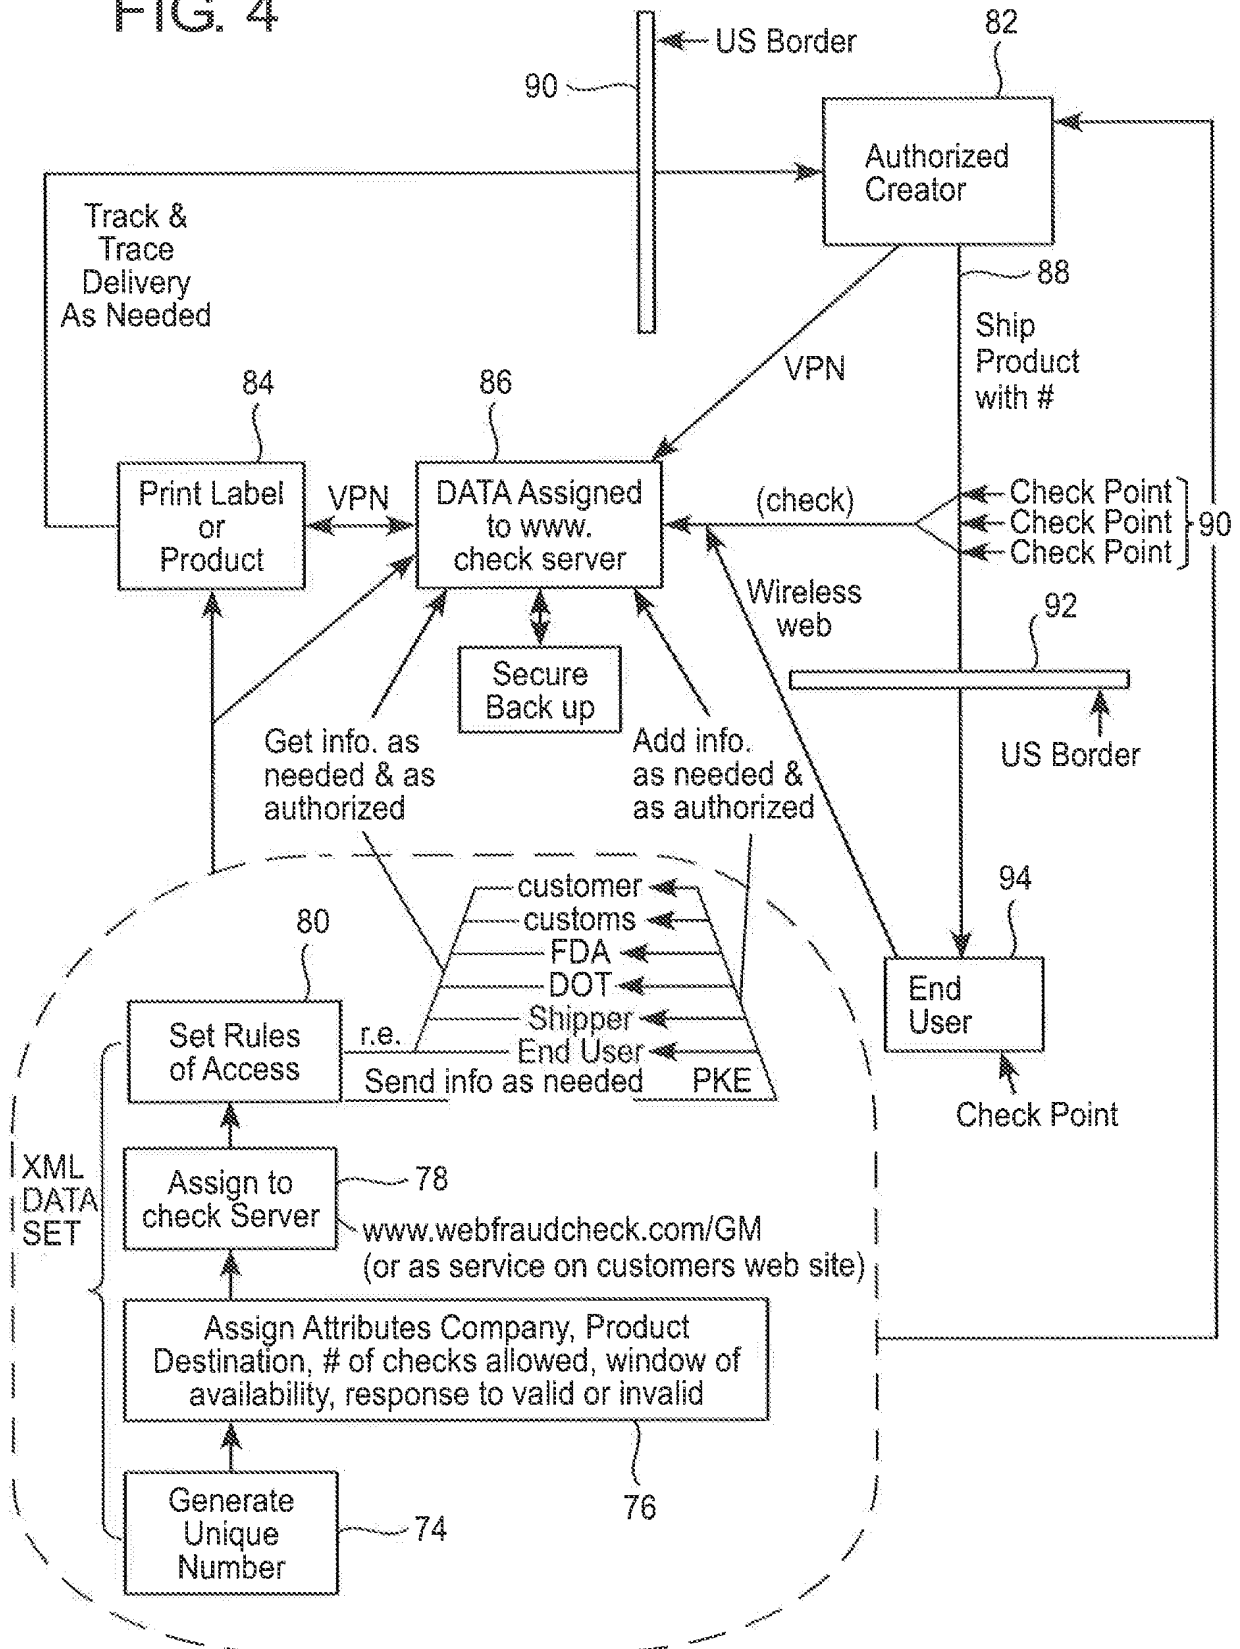 FIG. 4
82
US Border
90
Authorized
Creator
Track &
Trace
Delivery
As Needed
88
Ship
Product
with #
VPN
84
86
Print Label
or
Product
VPN
DATA Assigned
to www.
check server
(check)
Check Point
Check Point
Check Point
90
Wireless
web
92
Secure
Back up
US Border
Get info. as
needed & as
authorized
Add info.
as needed &
as authorized
94
End
User
Check Point
customer
customs
FDA
DOT
Shipper
End User
80
Set Rules
of Access
r.e.
Send info as needed
PKE
XML
DATA
SET
Assign to
check Server
78
www.webfraudcheck.com/GM
(or as service on customers web site)
Assign Attributes Company, Product
Destination, # of checks allowed, window of
availability, response to valid or invalid
76
Generate
Unique
Number
74